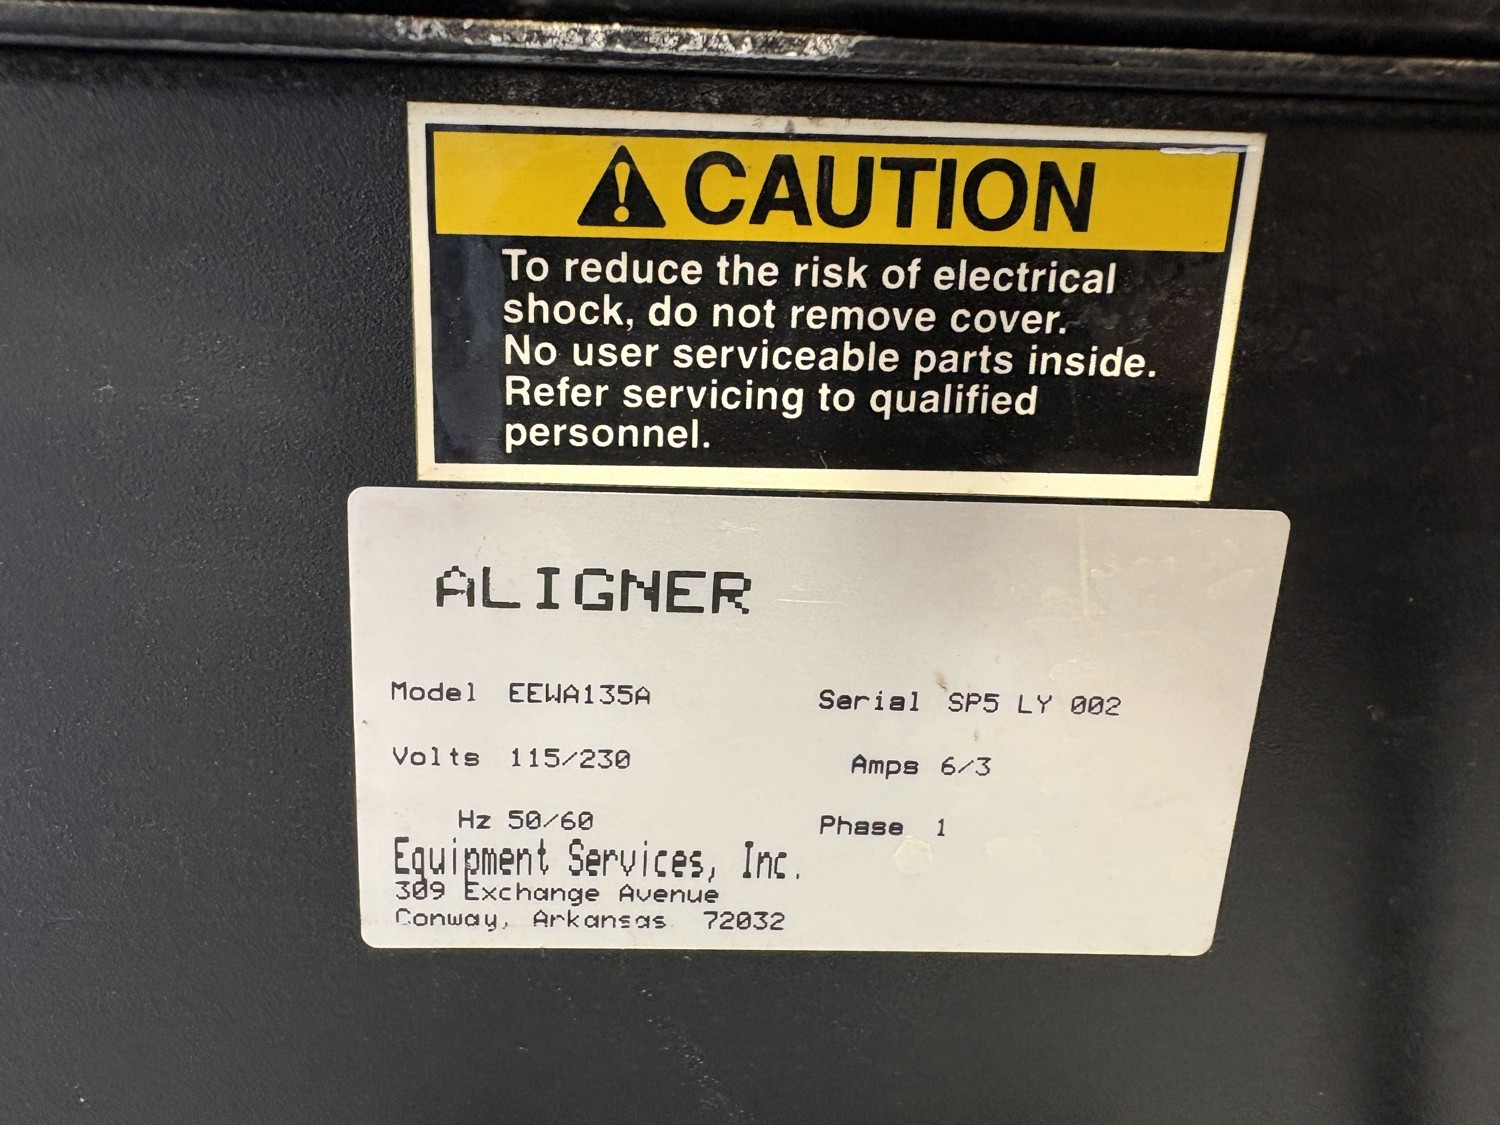 CAUTION
To reduce the risk of electrical
shock, do not remove cover.
No user serviceable parts inside.
Refer servicing to qualified
personnel.
ALIGNER
Model EEWA135A Serial SP5 LY 002
Volts 115/230 Amps 6/3
Hz 50/60 Phase 1
Equipment Services, Inc.
309 Exchange Avenue
Conway, Arkansas 72032